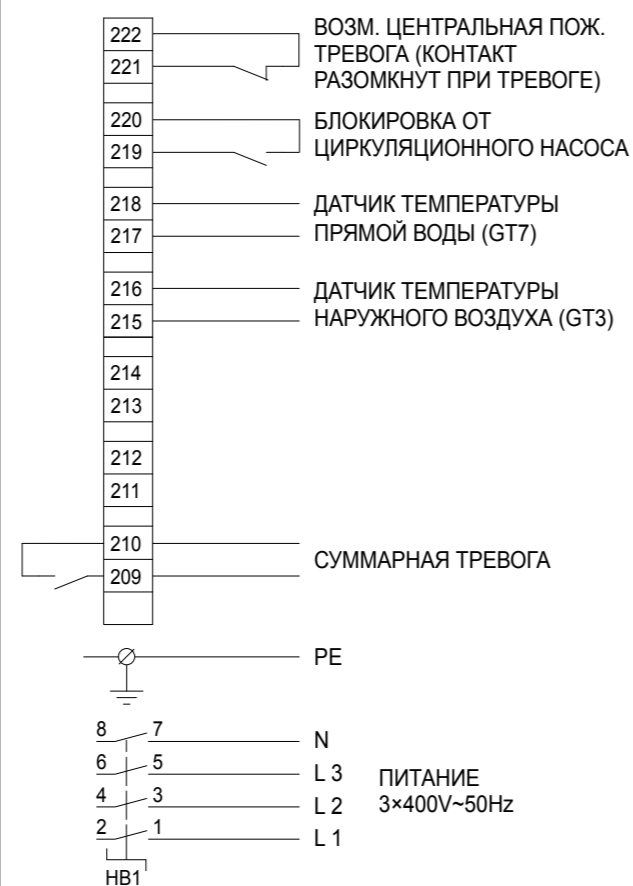 222
221
ВОЗМ. ЦЕНТРАЛЬНАЯ ПОЖ.
ТРЕВОГА (КОНТАКТ
РАЗОМКНУТ ПРИ ТРЕВОГЕ)
220
219
БЛОКИРОВКА ОТ
ЦИРКУЛЯЦИОННОГО НАСОСА
218
217
ДАТЧИК ТЕМПЕРАТУРЫ
ПРЯМОЙ ВОДЫ (GT7)
216
215
ДАТЧИК ТЕМПЕРАТУРЫ
НАРУЖНОГО ВОЗДУХА (GT3)
214
213
212
211
210
209
СУММАРНАЯ ТРЕВОГА
PE
8 7 N
6 5 L 3
4 3 L 2
2 1 L 1
ПИТАНИЕ
3×400V~50Hz
HB1